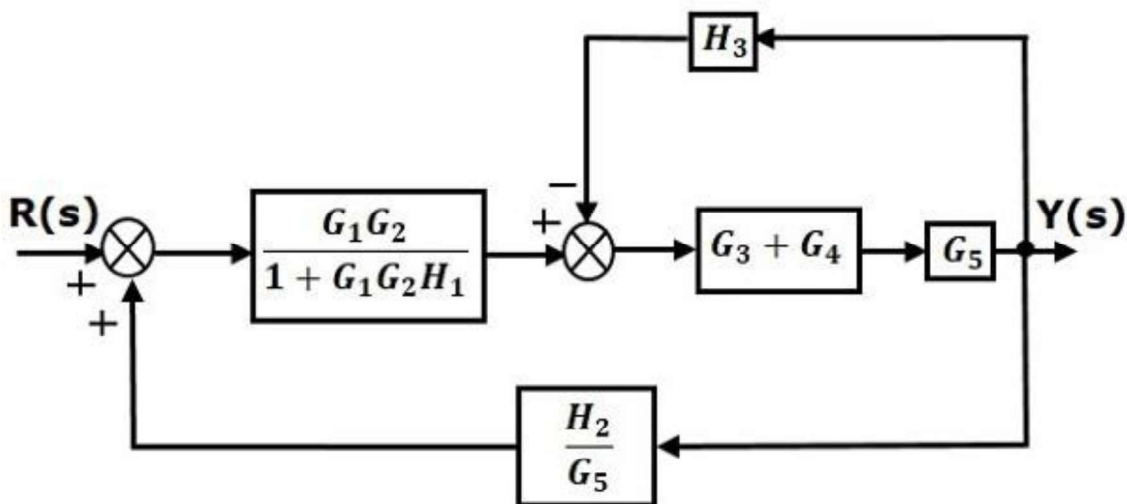 H₃
−
R(s)
+
G₁G₂
1 + G₁G₂H₁
G₃ + G₄
G₅
Y(s)
+
+
H₂
G₅